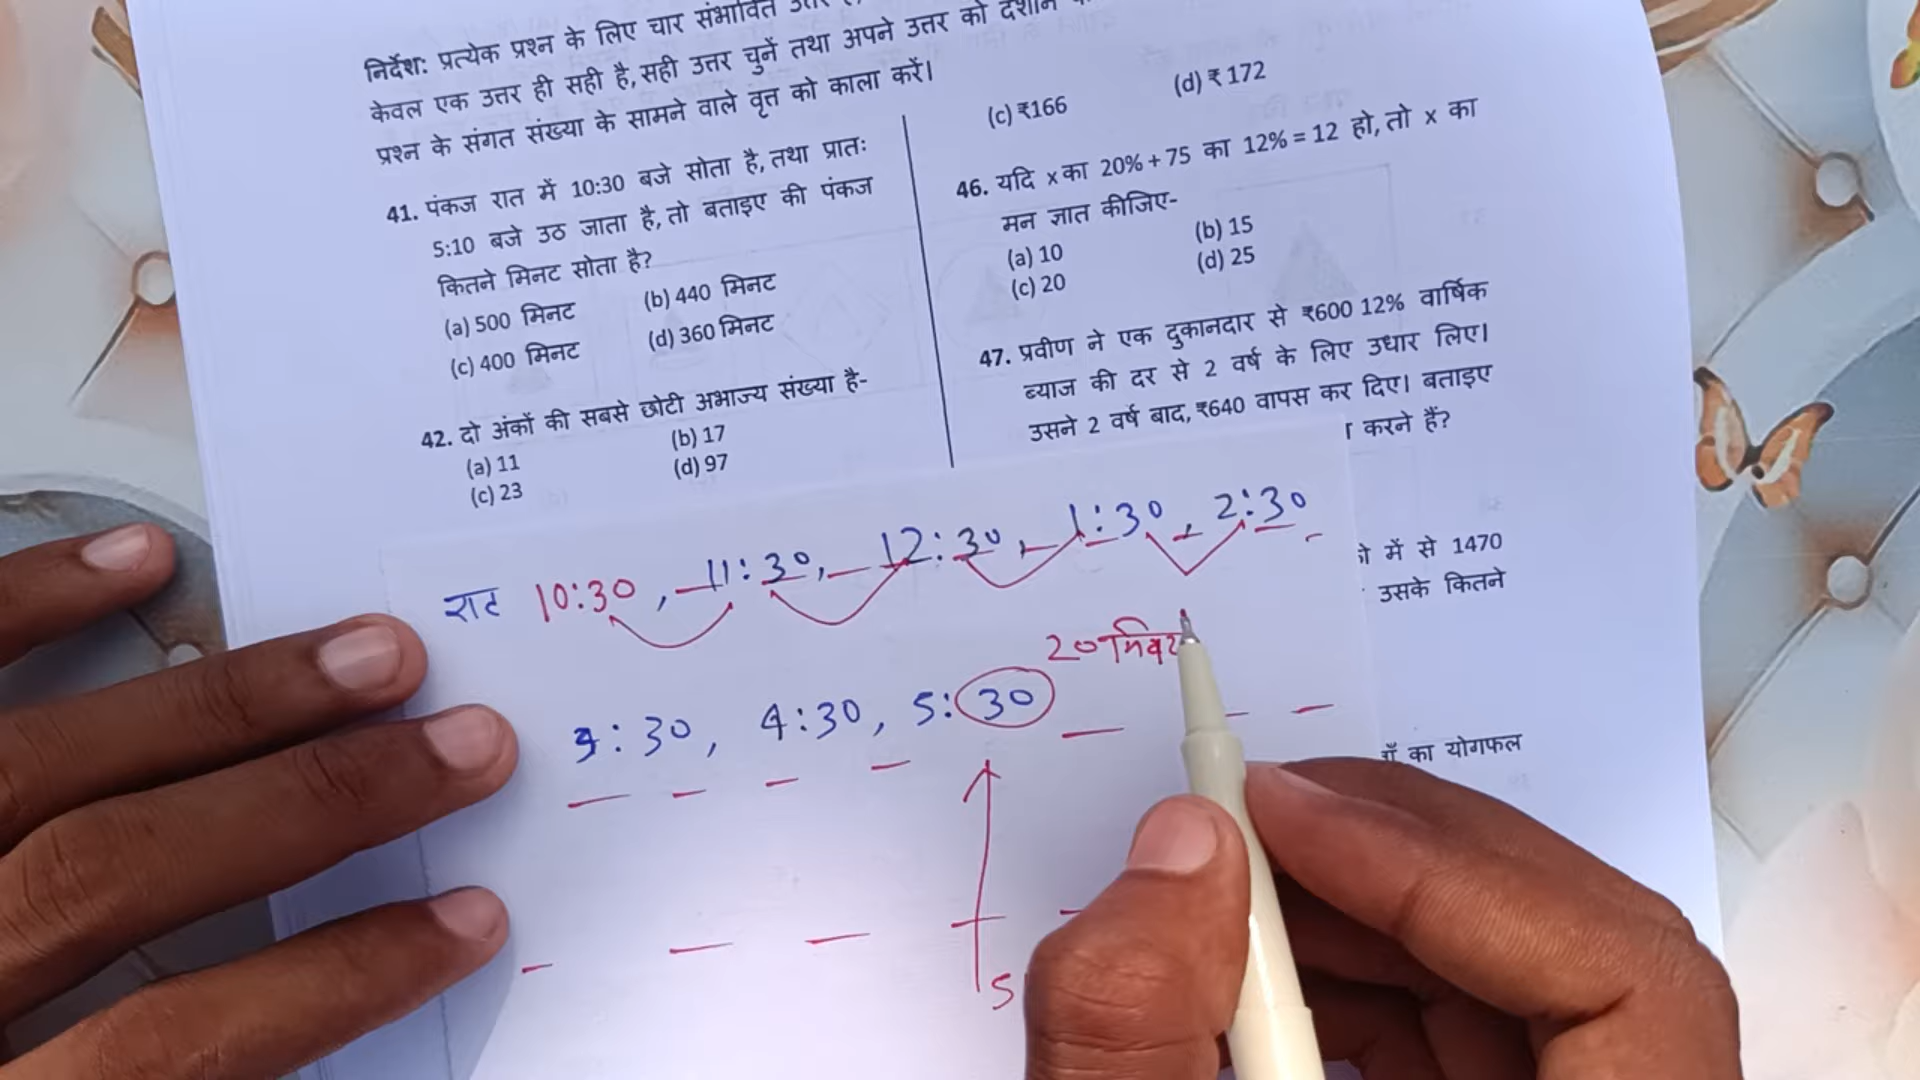 निर्देश: प्रत्येक प्रश्न के लिए चार संभावित उत्तर
केवल एक उत्तर ही सही है, सही उत्तर चुनें तथा अपने उत्तर को दर्शाने
प्रश्न के संगत संख्या के सामने वाले वृत्त को काला करें।
41. पंकज रात में 10:30 बजे सोता है, तथा प्रातः
5:10 बजे उठ जाता है, तो बताइए की पंकज
कितने मिनट सोता है?
(a) 500 मिनट (b) 440 मिनट
(c) 400 मिनट (d) 360 मिनट
42. दो अंकों की सबसे छोटी अभाज्य संख्या है-
(a) 11 (b) 17
(c) 23 (d) 97
(c) ₹166 (d) ₹ 172
46. यदि x का 20% + 75 का 12% = 12 हो, तो x का
मन ज्ञात कीजिए-
(a) 10 (b) 15
(c) 20 (d) 25
47. प्रवीण ने एक दुकानदार से ₹600 12% वार्षिक
ब्याज की दर से 2 वर्ष के लिए उधार लिए।
उसने 2 वर्ष बाद, ₹640 वापस कर दिए। बताइए
करने हैं?
में से 1470
उसके कितने
का योगफल
रात 10:30, 11:30, 12:30, 1:30, 2:30
20 मिनट
3:30, 4:30, 5:30
5